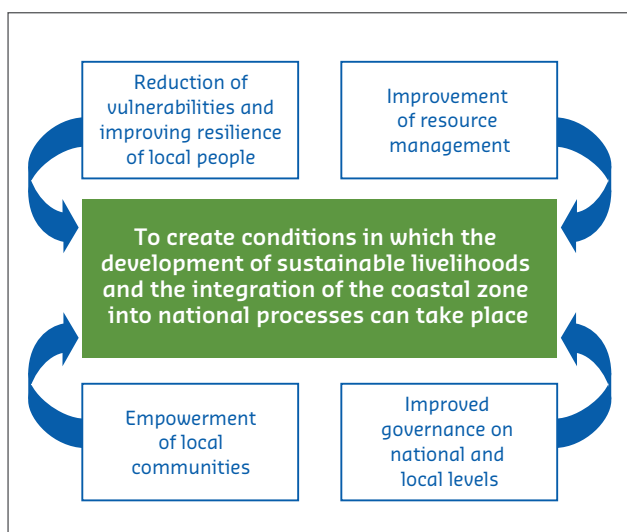 Reduction of
vulnerabilities and
improving resilience
of local people
Improvement
of resource
management
To create conditions in which the
development of sustainable livelihoods
and the integration of the coastal zone
into national processes can take place
Empowerment
of local
communities
Improved
governance on
national and
local levels